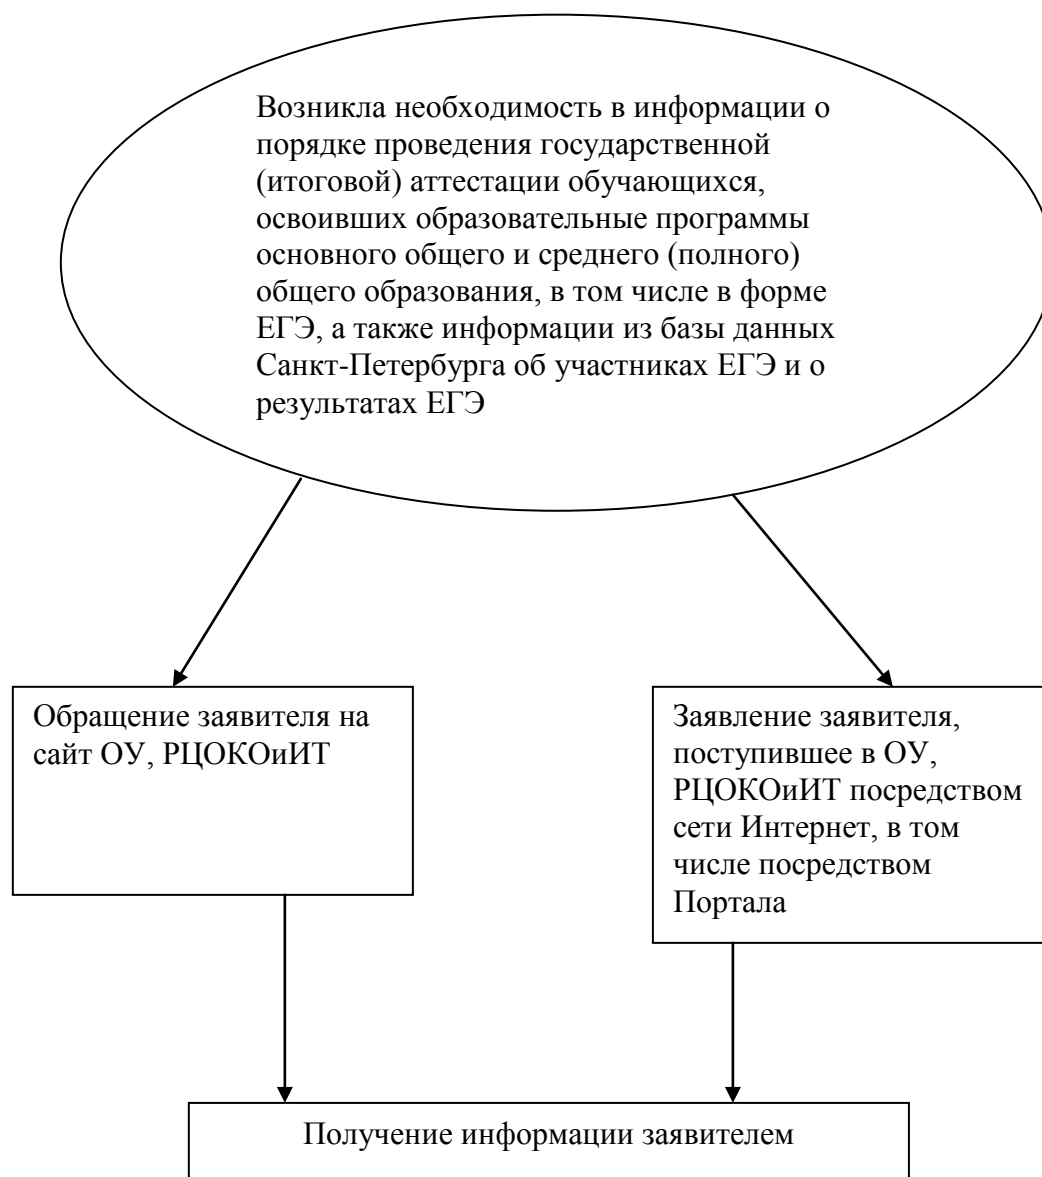 Возникла необходимость в информации о
порядке проведения государственной
(итоговой) аттестации обучающихся,
освоивших образовательные программы
основного общего и среднего (полного)
общего образования, в том числе в форме
ЕГЭ, а также информации из базы данных
Санкт-Петербурга об участниках ЕГЭ и о
результатах ЕГЭ
Обращение заявителя на
сайт ОУ, РЦОКОиИТ
Заявление заявителя,
поступившее в ОУ,
РЦОКОиИТ посредством
сети Интернет, в том
числе посредством
Портала
Получение информации заявителем